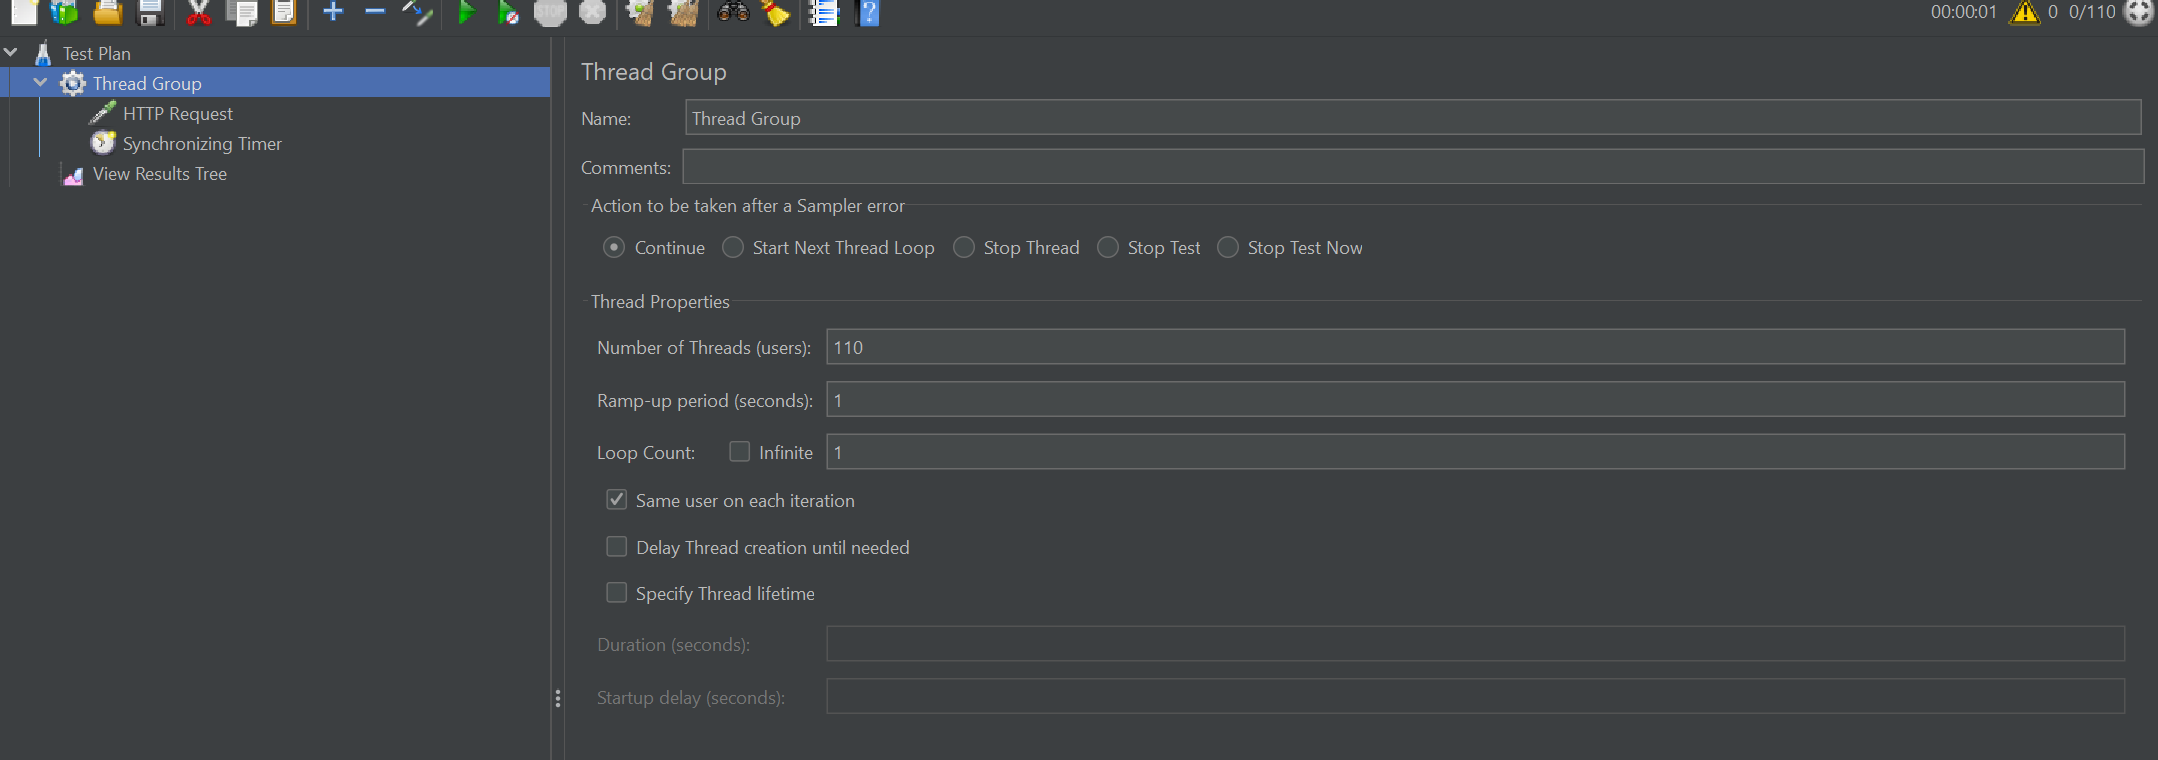 00:00:01 0 0/110
Test Plan
Thread Group
HTTP Request
Synchronizing Timer
View Results Tree
Thread Group
Name: Thread Group
Comments:
Action to be taken after a Sampler error
Continue Start Next Thread Loop Stop Thread Stop Test Stop Test Now
Thread Properties
Number of Threads (users): 110
Ramp-up period (seconds): 1
Loop Count: Infinite 1
Same user on each iteration
Delay Thread creation until needed
Specify Thread lifetime
Duration (seconds):
Startup delay (seconds):